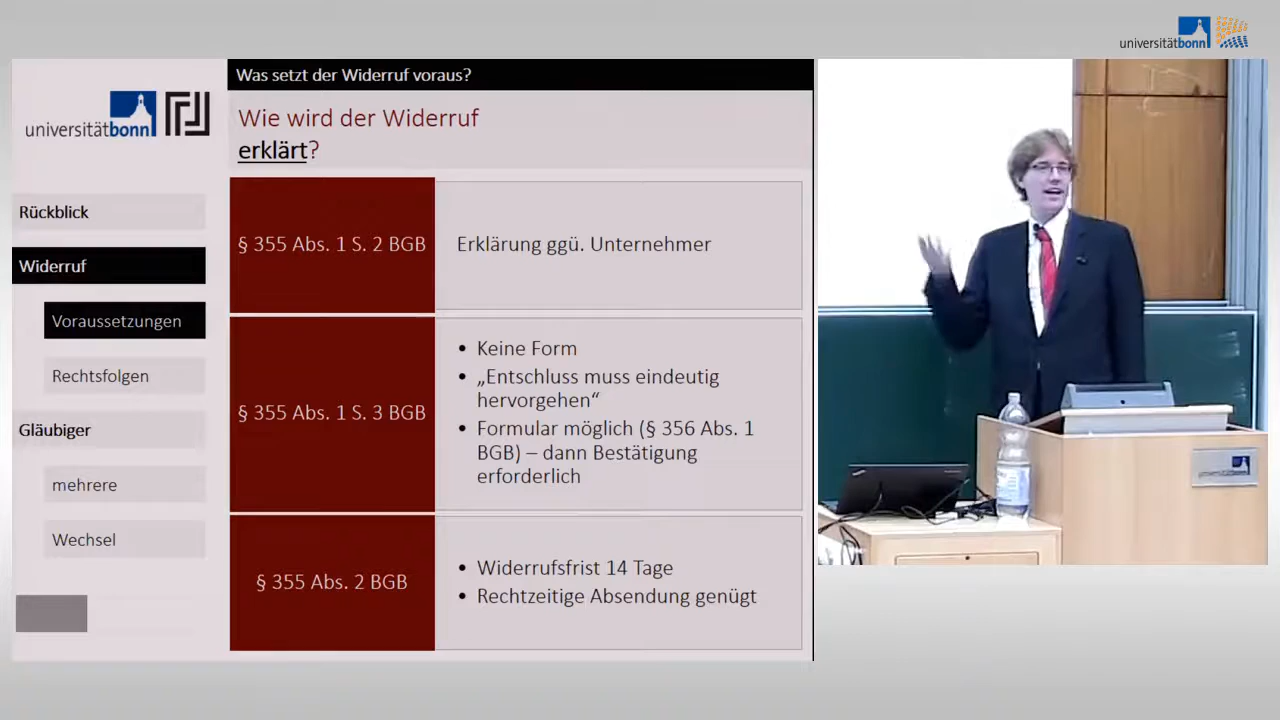 universitätbonn
Was setzt der Widerruf voraus?
universitätbonn
Wie wird der Widerruf
erklärt?
Rückblick
Widerruf
Voraussetzungen
Rechtsfolgen
Gläubiger
mehrere
Wechsel
§ 355 Abs. 1 S. 2 BGB
Erklärung ggü. Unternehmer
§ 355 Abs. 1 S. 3 BGB
• Keine Form
• „Entschluss muss eindeutig
hervorgehen“
• Formular möglich (§ 356 Abs. 1
BGB) – dann Bestätigung
erforderlich
§ 355 Abs. 2 BGB
• Widerrufsfrist 14 Tage
• Rechtzeitige Absendung genügt
universitätbonn